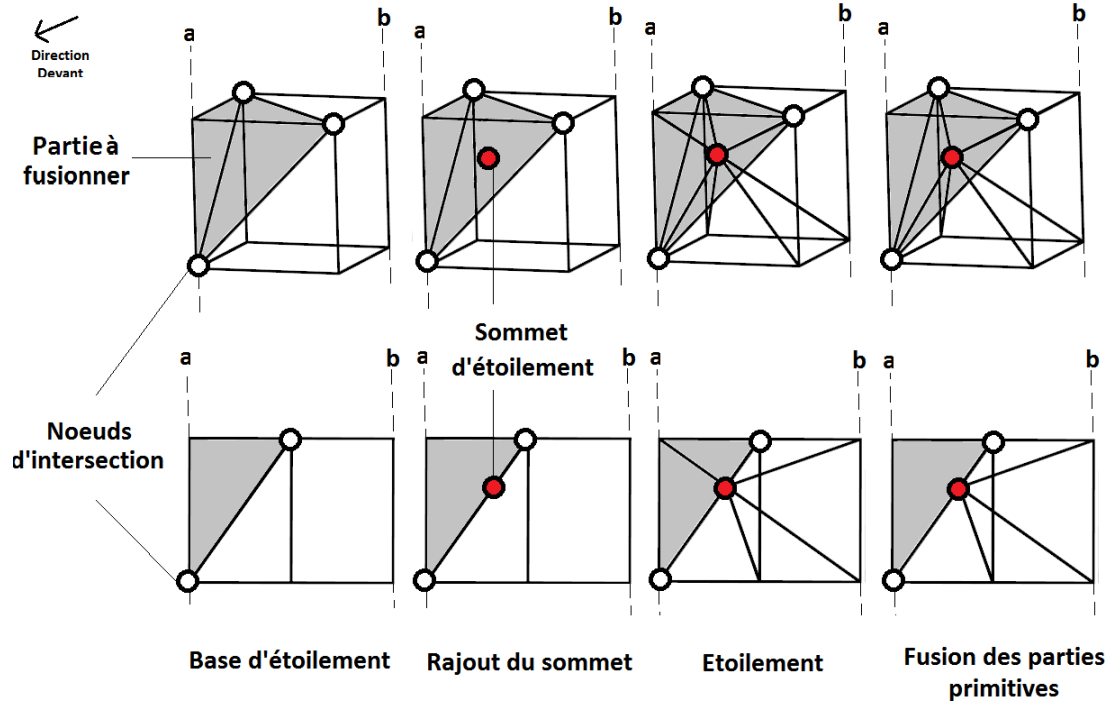 a
b
a
b
a
b
a
b
Direction
Devant
Partie à
fusionner
Sommet
d'étoilement
a
b
a
b
a
b
a
b
Noeuds
d'intersection
Base d'étoilement
Rajout du sommet
Etoilement
Fusion des parties
primitives